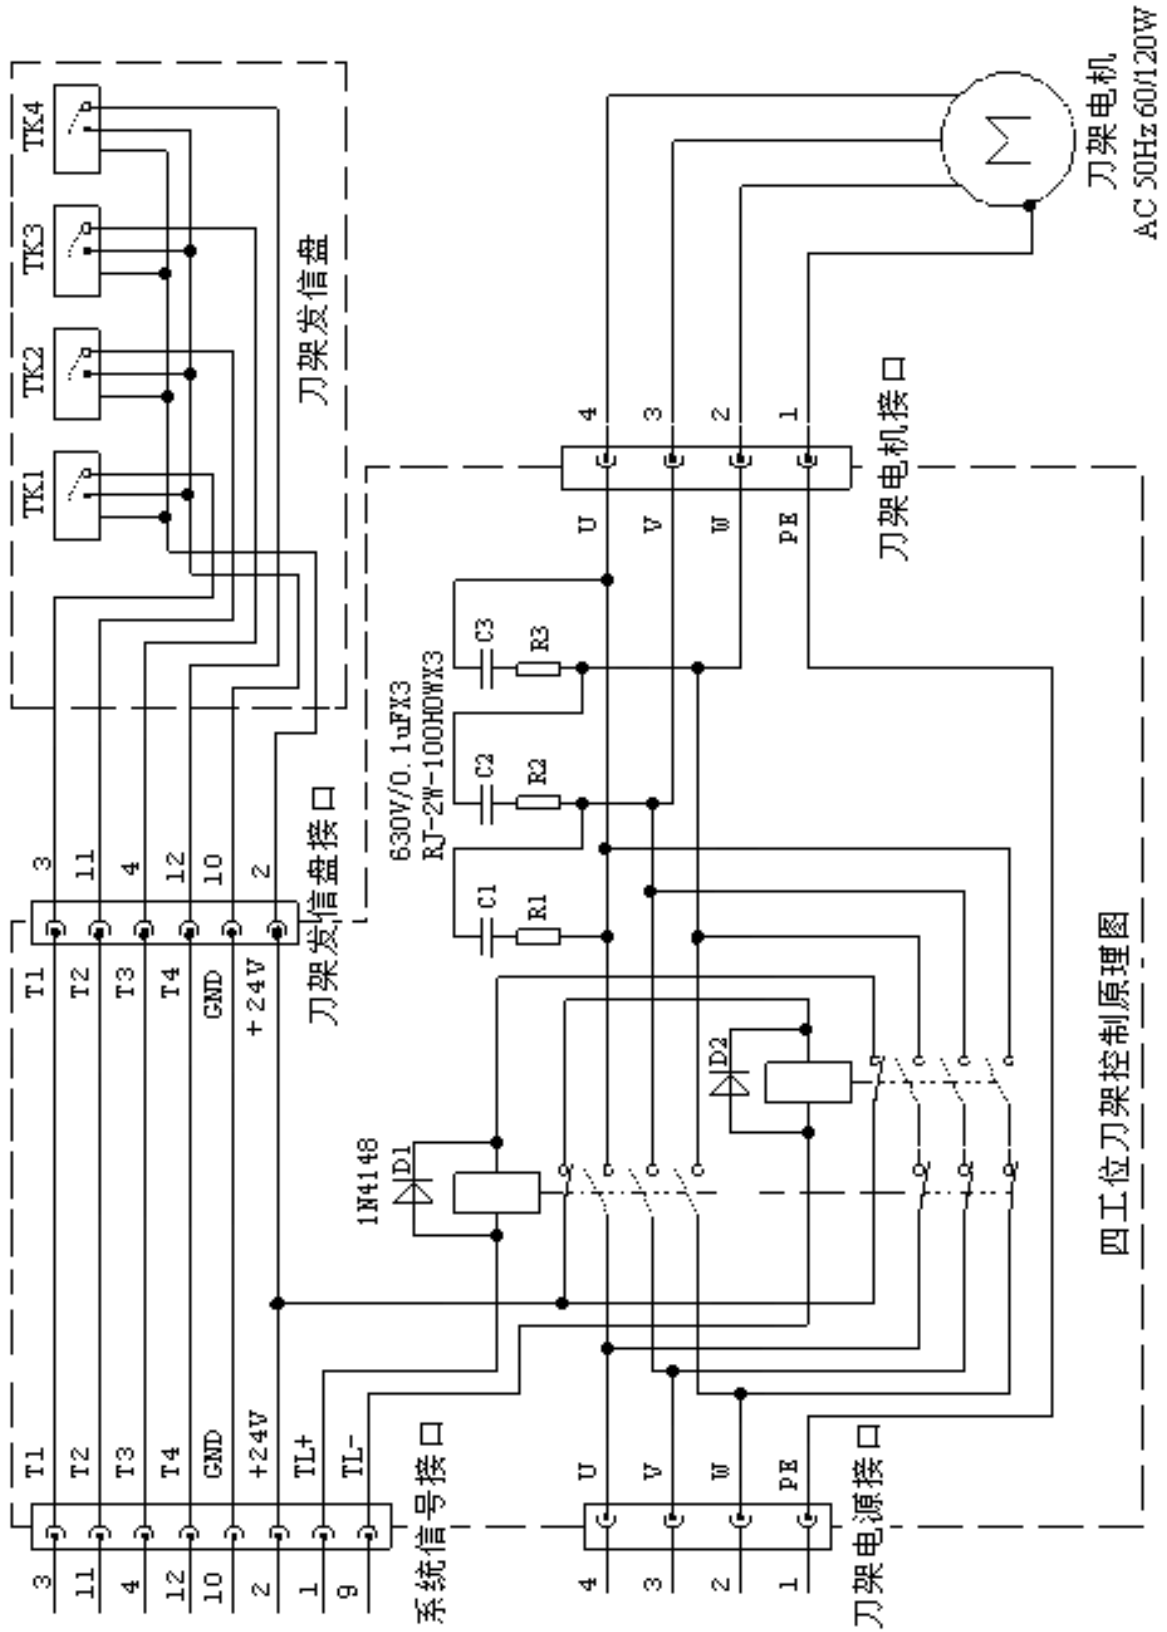 TK1
TK2
TK3
TK4
刀架发信盘
3
11
4
12
10
2
1
9
T1
T2
T3
T4
GND
+24V
TL+
TL-
系统信号接口
T1
T2
T3
T4
GND
+24V
3
11
4
12
10
2
刀架发信盘接口
1N4148
D1
D2
630V/0.1uFX3
RJ-2W-100HOWX3
C1
R1
C2
R2
C3
R3
4
3
2
1
U
V
W
PE
刀架电源接口
U
V
W
PE
4
3
2
1
刀架电机接口
M
刀架电机
AC 50Hz 60/120W
四工位刀架控制原理图